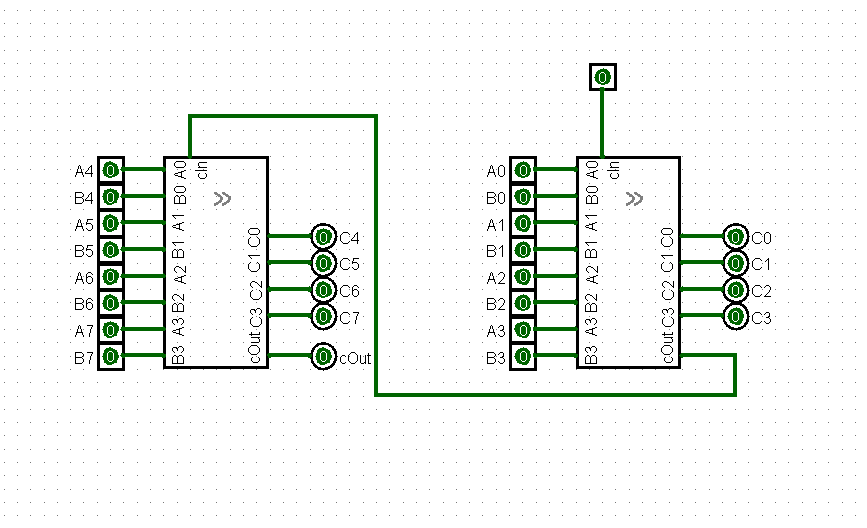 0
A4 0 A0 cIn
B4 0 B0
A5 0 A1
B5 0 B1 C0 0 C4
A6 0 A2 C1 0 C5
B6 0 B2 C2 0 C6
A7 0 A3 C3 0 C7
B7 0 B3 cOut 0 cOut
A0 0 A0 cIn
B0 0 B0
A1 0 A1
B1 0 B1 C0 0 C0
A2 0 A2 C1 0 C1
B2 0 B2 C2 0 C2
A3 0 A3 C3 0 C3
B3 0 B3 cOut